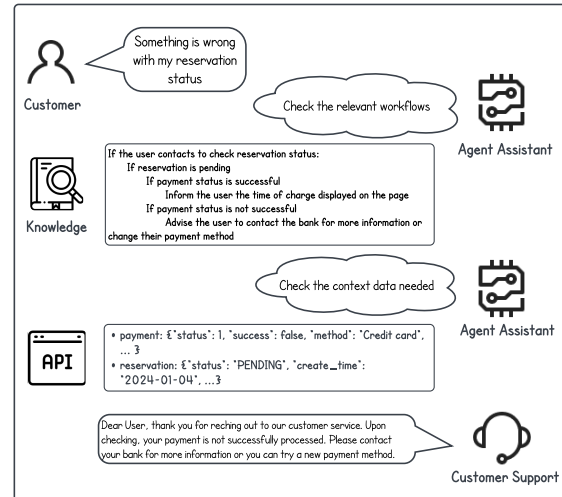 Something is wrong
with my reservation
status
Customer
Check the relevant workflows
Agent Assistant
If the user contacts to check reservation status:
If reservation is pending
If payment status is successful
Inform the user the time of charge displayed on the page
If payment status is not successful
Advise the user to contact the bank for more information or
change their payment method
Knowledge
Check the context data needed
Agent Assistant
API
• payment: {"status": 1, "success": false, "method": "Credit card",
... }
• reservation: {"status": "PENDING", "create_time":
"2024-01-04", ...}
Dear User, thank you for reching out to our customer service. Upon
checking, your payment is not successfully processed. Please contact
your bank for more information or you can try a new payment method.
Customer Support